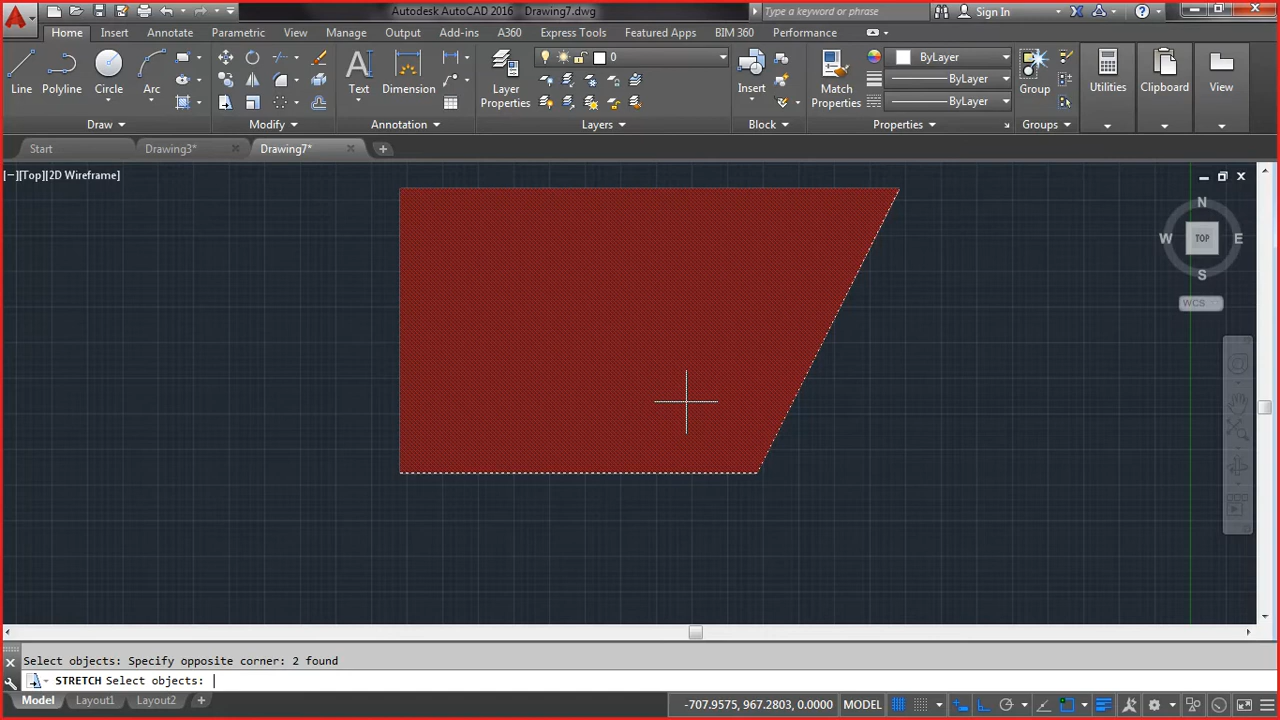 Autodesk AutoCAD 2016 Drawing7.dwg
Type a keyword or phrase
Sign In
Home Insert Annotate Parametric View Manage Output Add-ins A360 Express Tools Featured Apps BIM 360 Performance
Line Polyline Circle Arc
Text Dimension
Layer Properties
0
Insert
Match Properties
ByLayer
ByLayer
ByLayer
Group
Utilities
Clipboard
View
Draw Modify Annotation Layers Block Properties Groups
Start Drawing3* Drawing7*
[−][Top][2D Wireframe]
N
W TOP E
S
WCS
Select objects: Specify opposite corner: 2 found
STRETCH Select objects:
Model Layout1 Layout2
-707.9575, 967.2803, 0.0000 MODEL